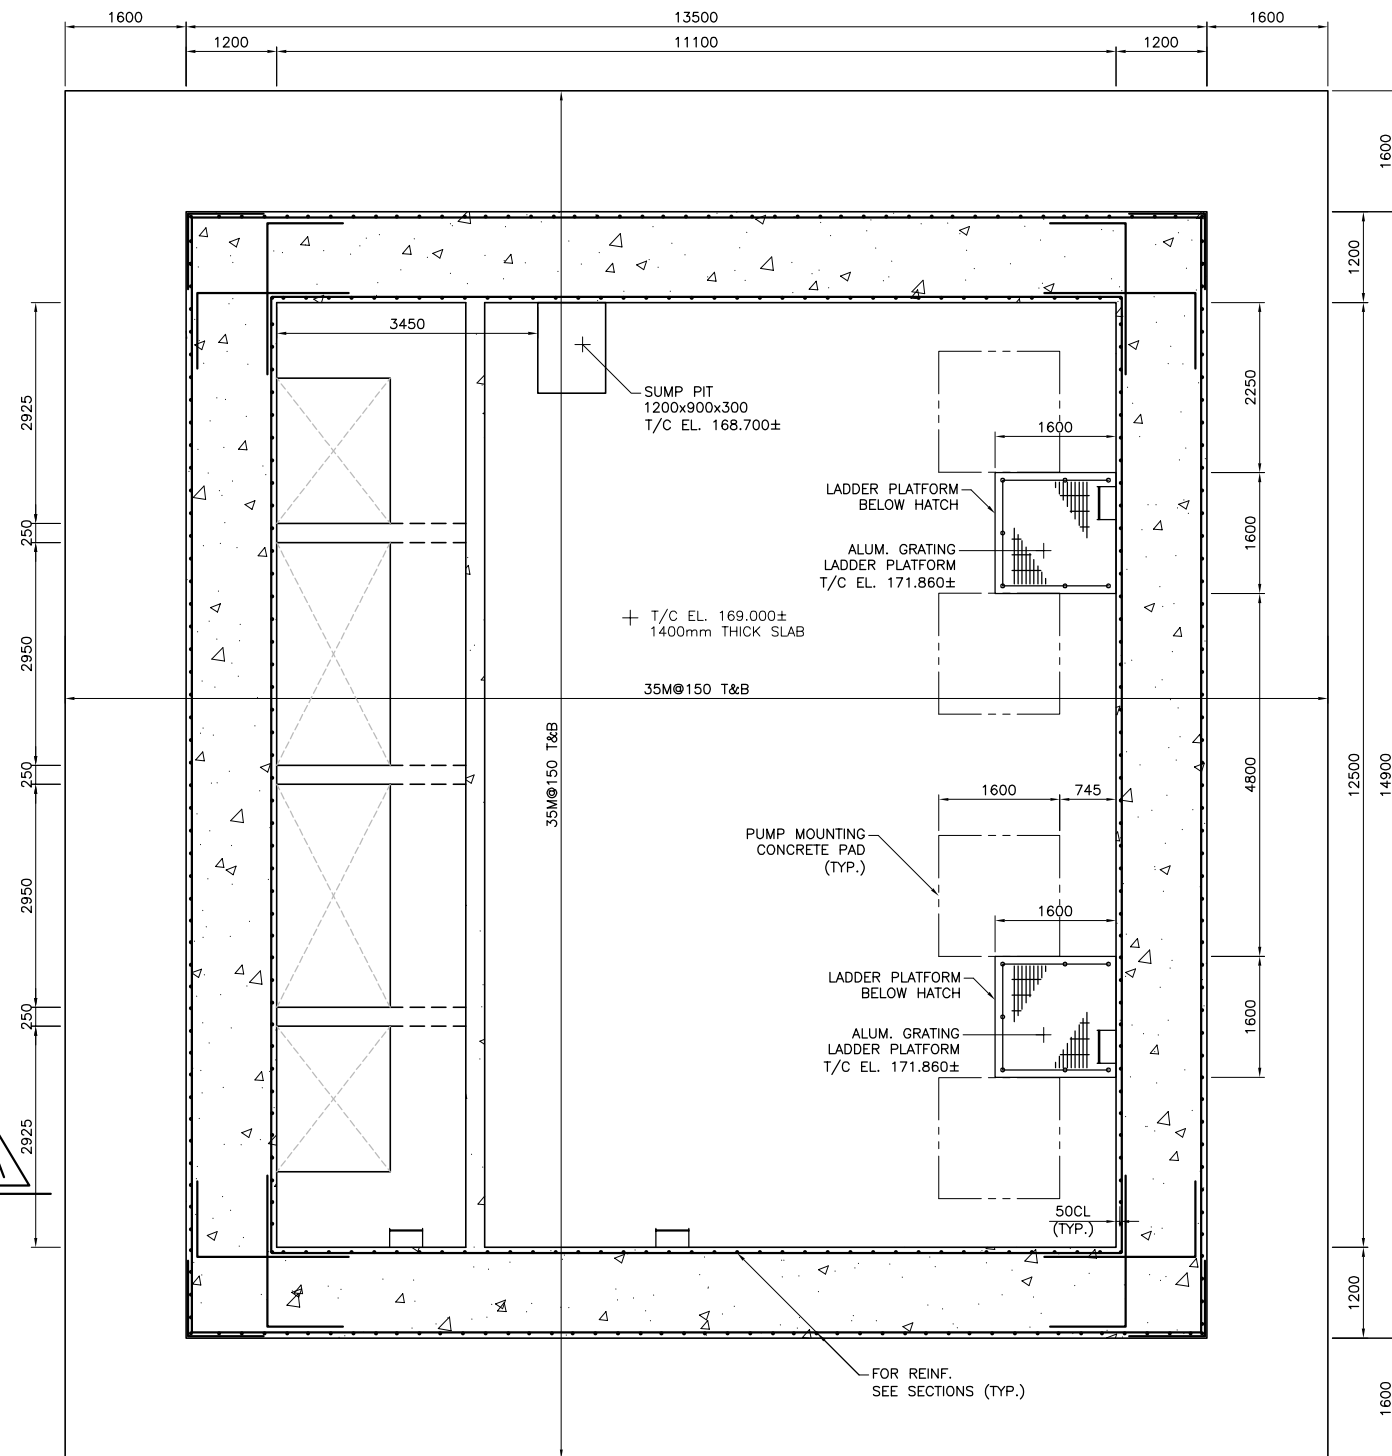 1600
13500
1600
1200
11100
1200
1600
1200
3450
SUMP PIT
1200x900x300
T/C EL. 168.700±
2250
1600
2925
LADDER PLATFORM
BELOW HATCH
250
ALUM. GRATING
LADDER PLATFORM
T/C EL. 171.860±
1600
T/C EL. 169.000±
1400mm THICK SLAB
2950
35M@150 T&B
35M@150 T&B
250
4800
12500
14900
1600
745
PUMP MOUNTING
CONCRETE PAD
(TYP.)
2950
1600
LADDER PLATFORM
BELOW HATCH
250
ALUM. GRATING
LADDER PLATFORM
T/C EL. 171.860±
1600
2925
50CL
(TYP.)
1200
FOR REINF.
SEE SECTIONS (TYP.)
1600